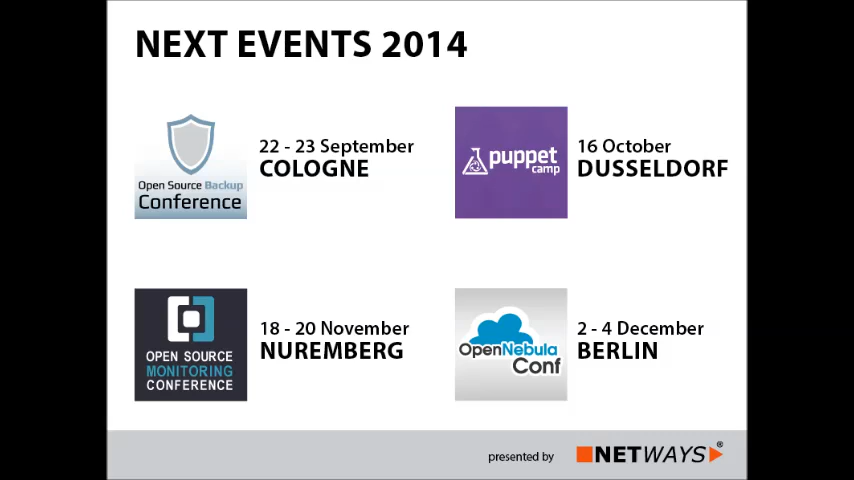 NEXT EVENTS 2014
Open Source Backup
Conference
22 - 23 September
COLOGNE
puppet
camp
16 October
DUSSELDORF
OPEN SOURCE
MONITORING
CONFERENCE
18 - 20 November
NUREMBERG
OpenNebula
Conf
2 - 4 December
BERLIN
presented by
NETWAYS®